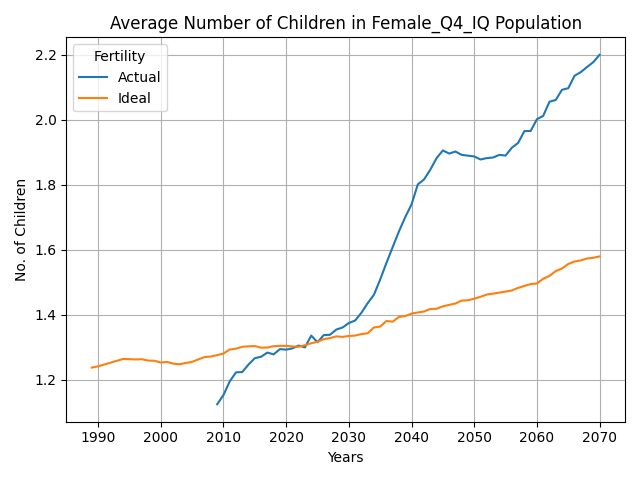 Average Number of Children in Female_Q4_IQ Population
Fertility
Actual
Ideal
2.2
2.0
1.8
1.6
1.4
1.2
No. of Children
1990 2000 2010 2020 2030 2040 2050 2060 2070
Years